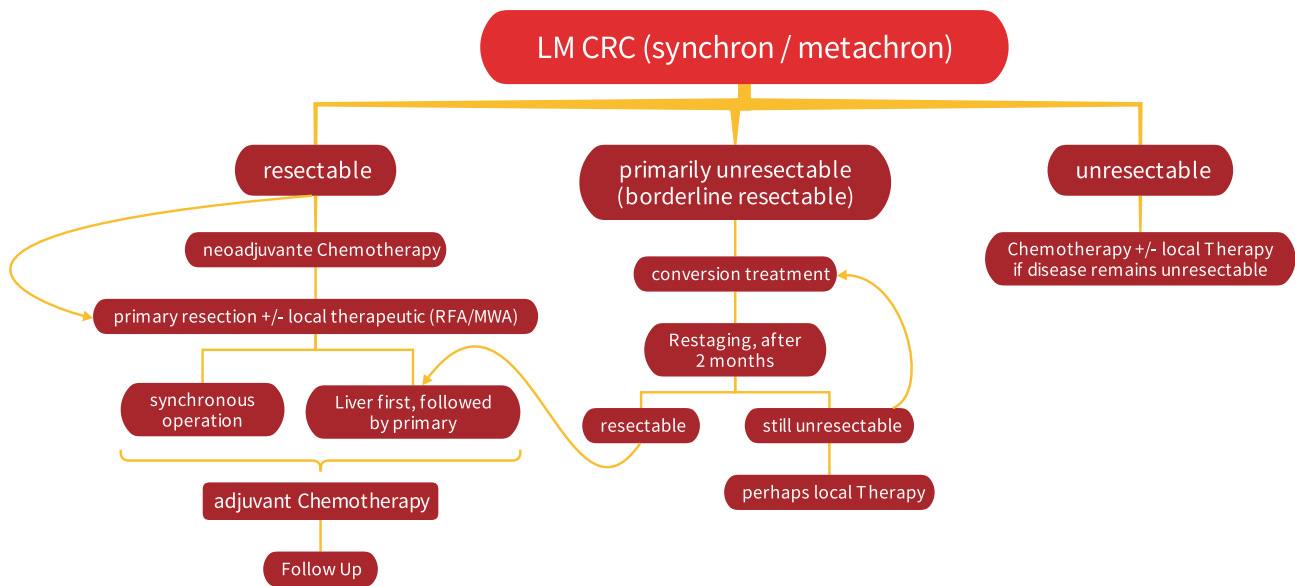 LM CRC (synchron / metachron)
resectable
primarily unresectable
(borderline resectable)
unresectable
neoadjuvante Chemotherapy
Chemotherapy +/- local Therapy
if disease remains unresectable
conversion treatment
primary resection +/- local therapeutic (RFA/MWA)
Restaging, after
2 months
synchronous
operation
Liver first, followed
by primary
resectable
still unresectable
adjuvant Chemotherapy
perhaps local Therapy
Follow Up